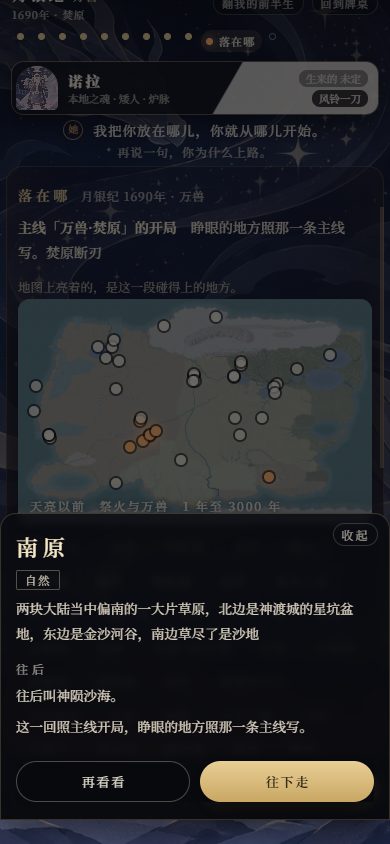 1690年 · 焚原
翻我的前半生
回到牌桌
落在哪
诺拉
本地之魂 · 矮人 · 炉脉
生来的 未定
风铃一刀
她
我把你放在哪儿，你就从哪儿开始。
再说一句，你为什么上路。
落在哪 月银纪 1690年 · 万兽
主线「万兽·焚原」的开局 睁眼的地方照那一条主线
写。焚原断刃
地图上亮着的，是这一段碰得上的地方。
天亮以前 祭火与万兽 1 年至 3000 年
收起
南原
自然
两块大陆当中偏南的一大片草原，北边是神渡城的星坑盆
地，东边是金沙河谷，南边草尽了是沙地
往后
往后叫神陨沙海。
这一回照主线开局，睁眼的地方照那一条主线写。
再看看
往下走